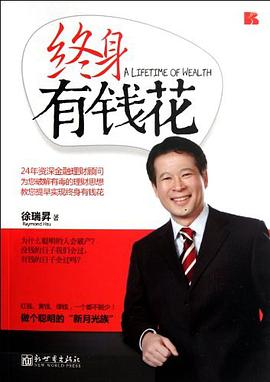 终身
A LIFETIME OF WEALTH
有钱花
24年资深金融理财顾问
为您破解有毒的理财思想
教您提早实现终身有钱花
徐瑞昇 著
Raymond Hsu
为什么聪明的人会破产?
没钱的日子我们会过,
有钱的日子会过吗?
红钱、黄钱、绿钱,一个都不能少!
做个聪明的“新月光族”
新世界出版社
NEW WORLD PRESS